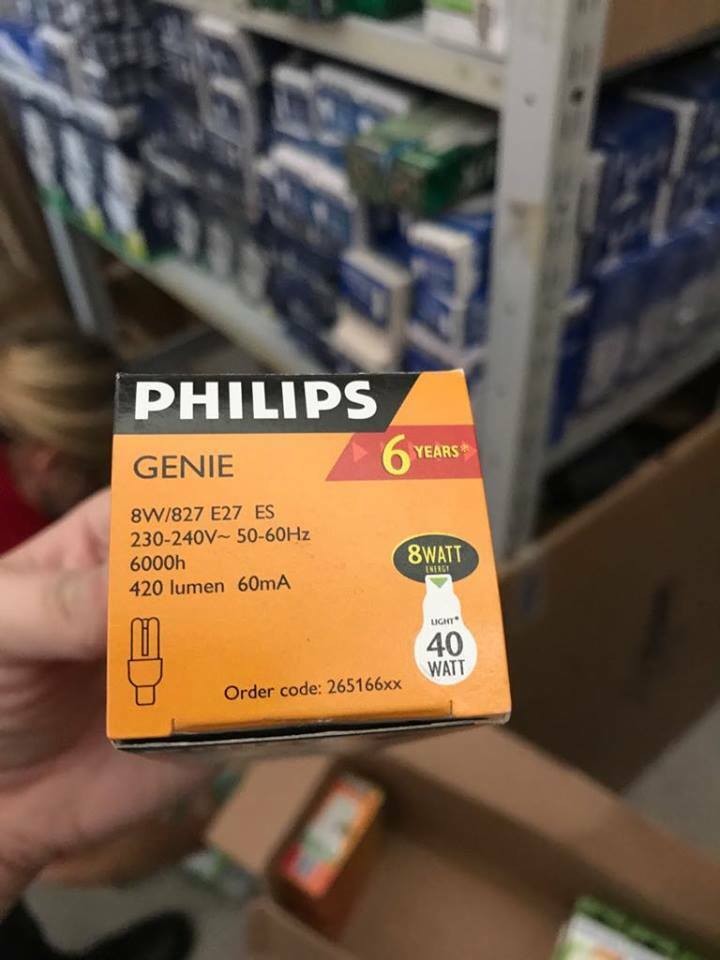 PHILIPS
GENIE
6 YEARS*
8W/827 E27 ES
230-240V~ 50-60Hz
6000h
420 lumen 60mA
8WATT
ENERGY
LIGHT*
40
WATT
Order code: 265166xx